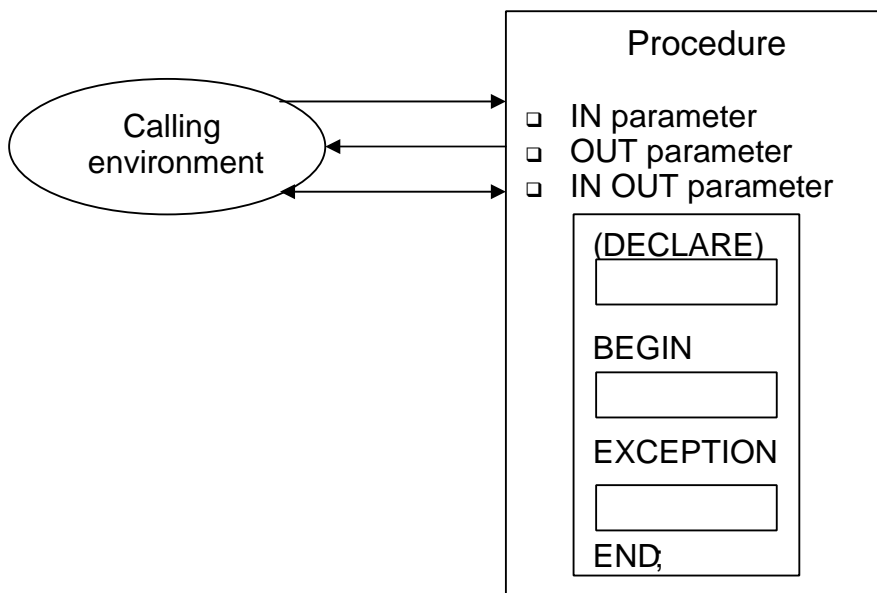 Procedure
Calling
environment
❑ IN parameter
❑ OUT parameter
❑ IN OUT parameter
(DECLARE)
BEGIN
EXCEPTION
END;